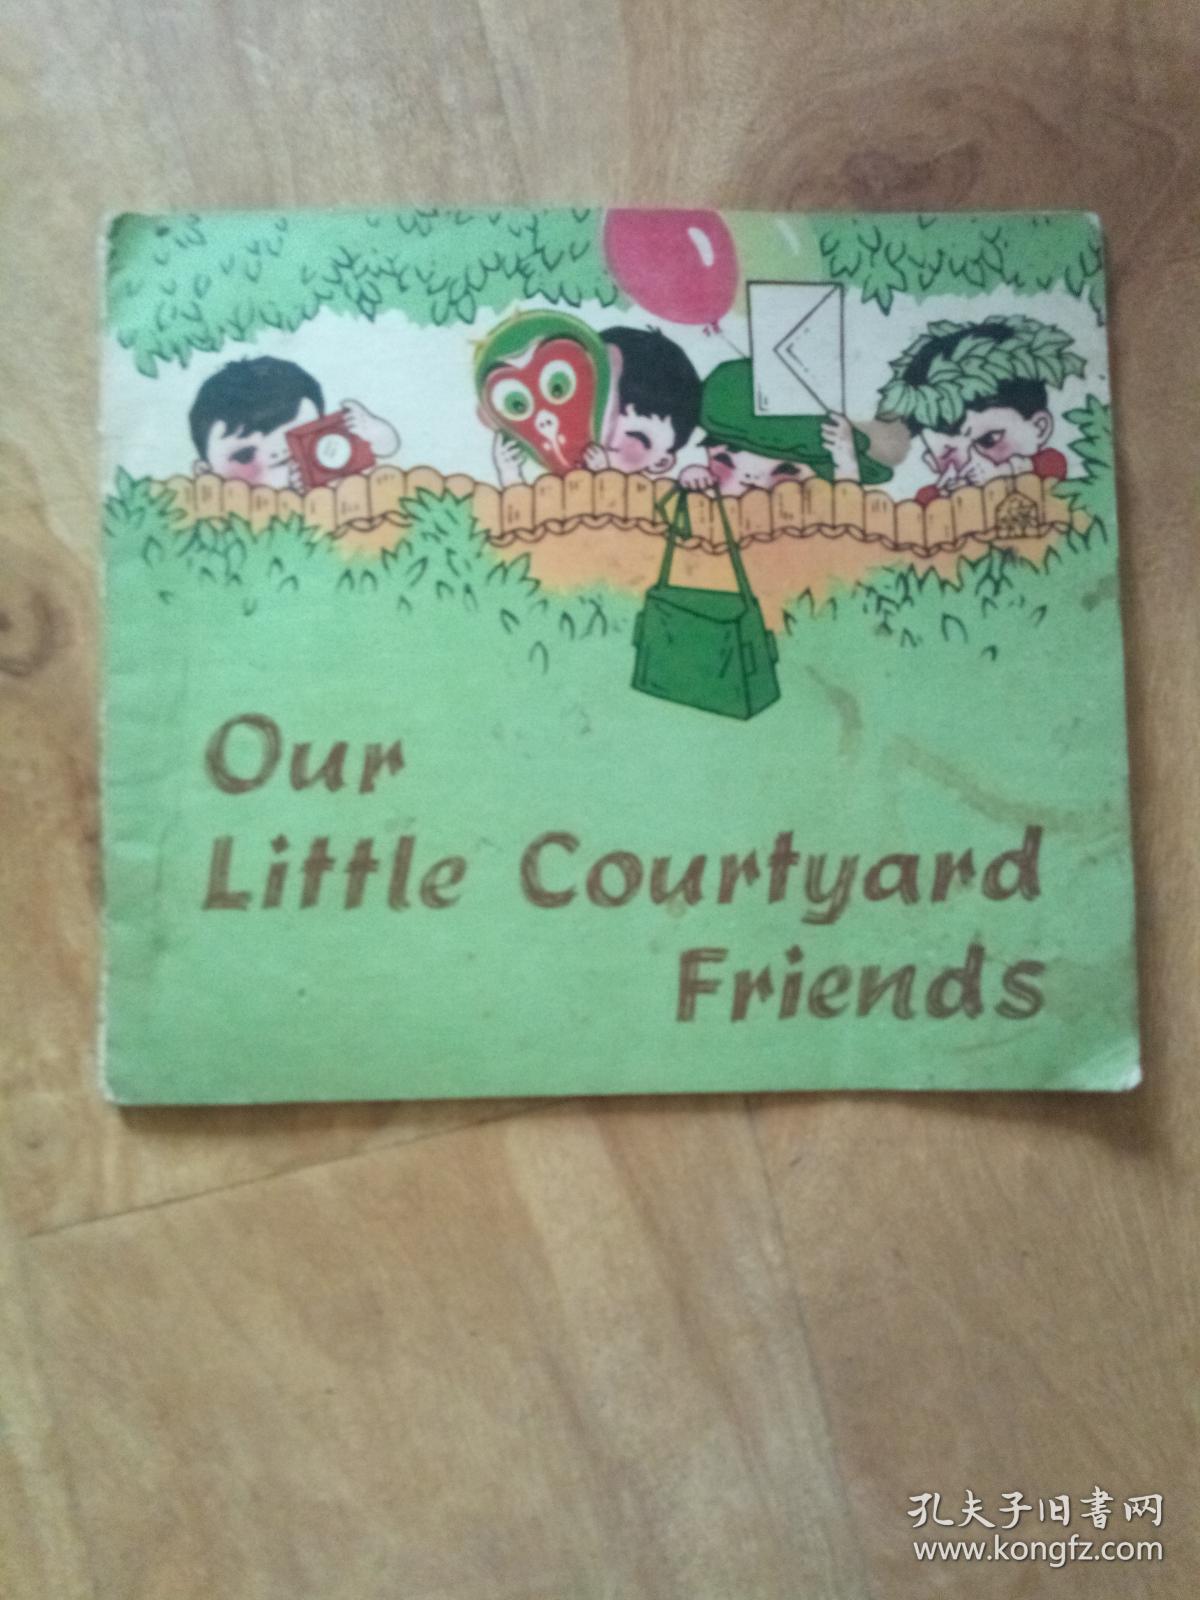 Our
Little Courtyard
Friends
孔夫子旧书网
www.kongfz.com